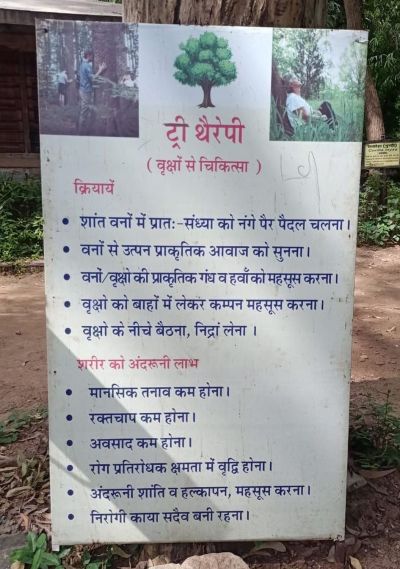 ट्री थैरेपी
( वृक्षों से चिकित्सा )
क्रियायें
• शांत वनों में प्रात:-संध्या को नंगे पैर पैदल चलना।
• वनों से उत्पन प्राकृतिक आवाज को सुनना।
• वनों/वृक्षो की प्राकृतिक गंध व हवाँ को महसूस करना।
• वृक्षो को बाहों में लेकर कम्पन महसूस करना।
• वृक्षो के नीचे बैठना, निद्रां लेना ।
शरीर को अंदरूनी लाभ
• मानसिक तनाव कम होना।
• रक्तचाप कम होना।
• अवसाद कम होना।
• रोग प्रतिरोधक क्षमता में वृद्वि होना।
• अंदरूनी शांति व हल्कापन, महसूस करना।
• निरोगी काया सदैव बनी रहना।